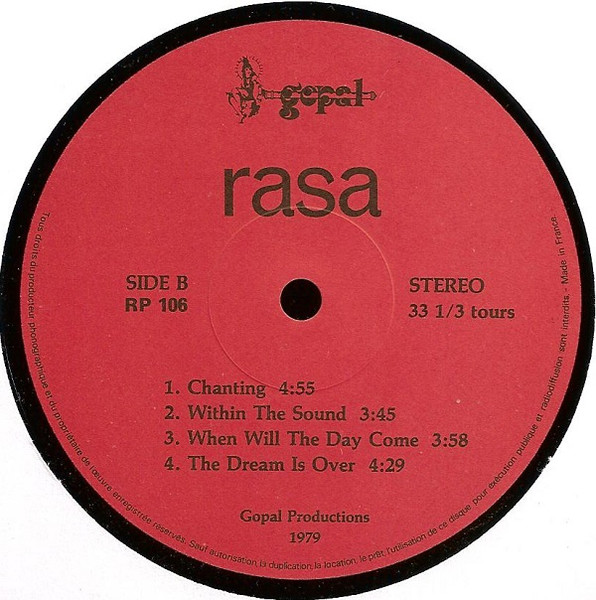 gopal
rasa
SIDE B
RP 106
STEREO
33 1/3 tours
1. Chanting 4:55
2. Within The Sound 3:45
3. When Will The Day Come 3:58
4. The Dream Is Over 4:29
Gopal Productions
1979
Tous droits du producteur phonographique et du propriétaire de l'œuvre enregistrée réservés. Sauf autorisation, la duplication, la location, le prêt, l'utilisation de ce disque pour exécution publique et radiodiffusion sont interdits. - Made in France.